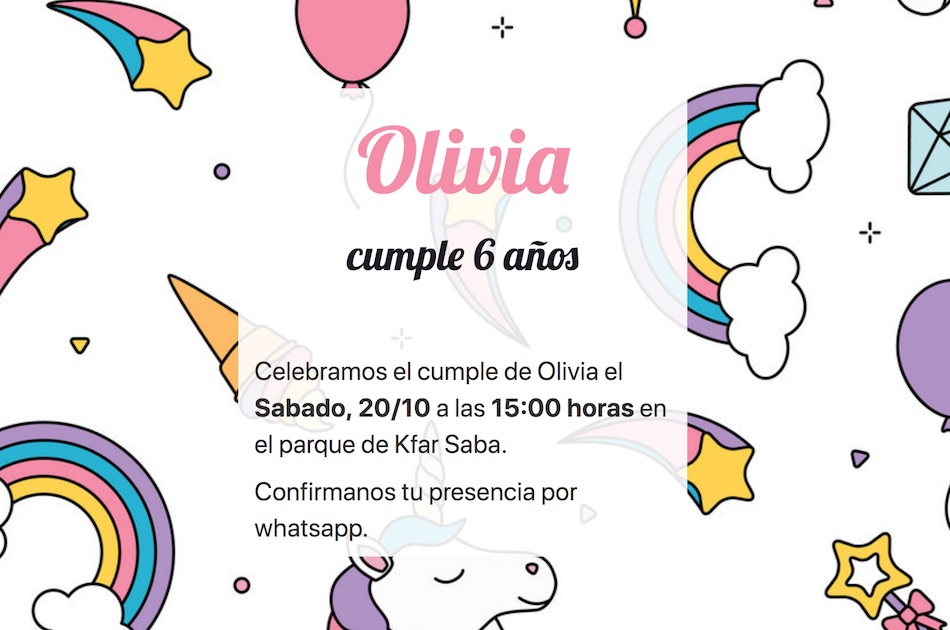 Olivia
cumple 6 años
Celebramos el cumple de Olivia el
Sabado, 20/10 a las 15:00 horas en
el parque de Kfar Saba.
Confirmanos tu presencia por
whatsapp.